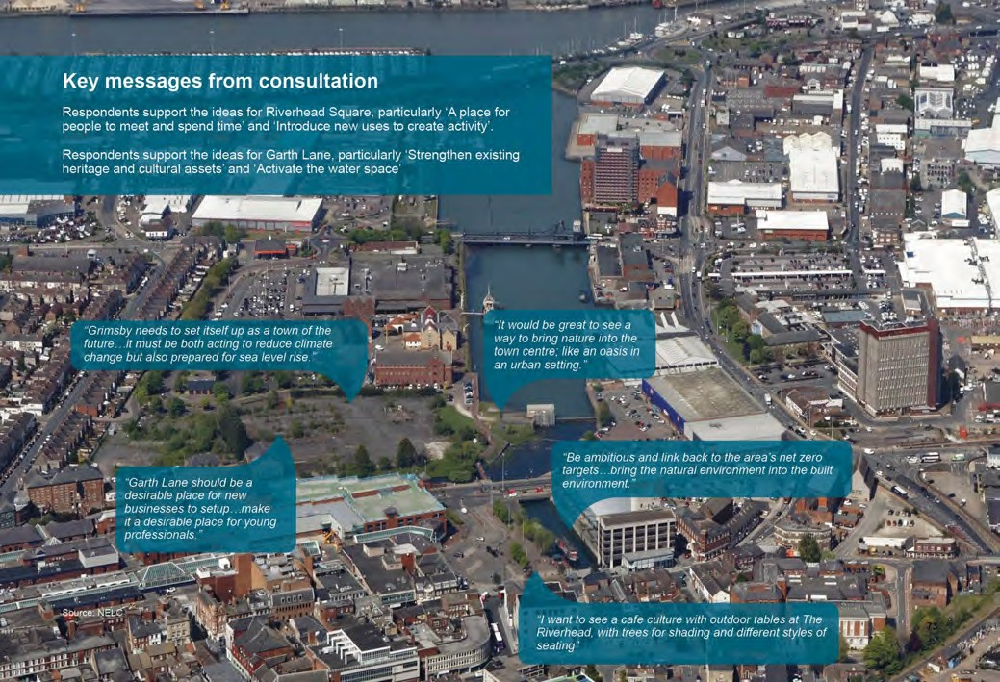 Key messages from consultation
Respondents support the ideas for Riverhead Square, particularly ‘A place for
people to meet and spend time’ and ‘Introduce new uses to create activity’.
Respondents support the ideas for Garth Lane, particularly ‘Strengthen existing
heritage and cultural assets’ and ‘Activate the water space’
“Grimsby needs to set itself up as a town of the
future…it must be both acting to reduce climate
change but also prepared for sea level rise.”
“It would be great to see a
way to bring nature into the
town centre; like an oasis in
an urban setting.”
“Garth Lane should be a
desirable place for new
businesses to setup…make
it a desirable place for young
professionals.”
“Be ambitious and link back to the area’s net zero
targets…bring the natural environment into the built
environment.”
“I want to see a cafe culture with outdoor tables at The
Riverhead, with trees for shading and different styles of
seating”
Source: NELC
73